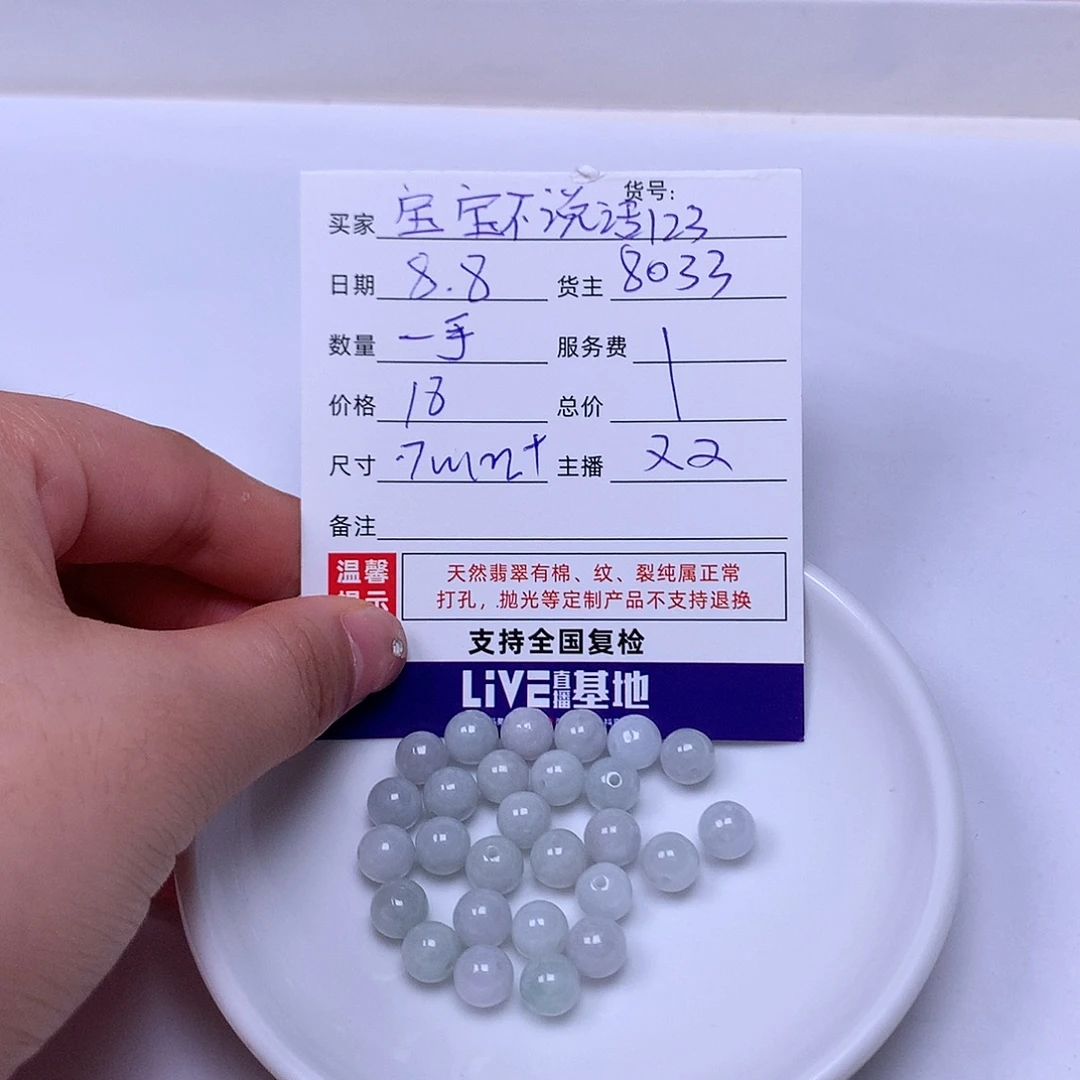 货号:
买家 宝宝不说话123
日期 8.8 货主 8033
数量 一手 服务费
价格 18 总价
尺寸 7mm+ 主播 双双
备注
温馨 天然翡翠有棉、纹、裂纯属正常
提示 打孔，抛光等定制产品不支持退换
支持全国复检
LiVE直播基地